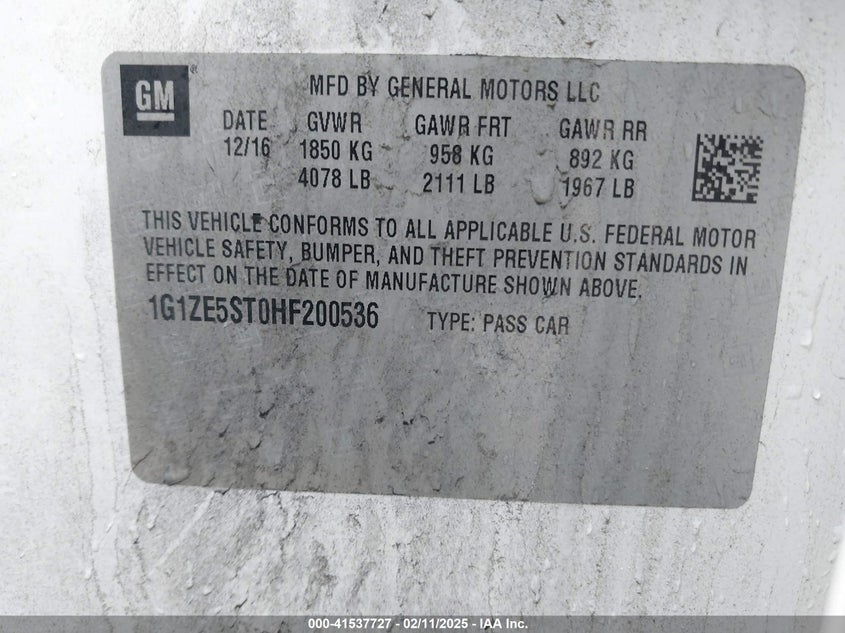 GM ®
MFD BY GENERAL MOTORS LLC
DATE GVWR GAWR FRT GAWR RR
12/16 1850 KG 958 KG 892 KG
4078 LB 2111 LB 1967 LB
THIS VEHICLE CONFORMS TO ALL APPLICABLE U.S. FEDERAL MOTOR
VEHICLE SAFETY, BUMPER, AND THEFT PREVENTION STANDARDS IN
EFFECT ON THE DATE OF MANUFACTURE SHOWN ABOVE.
1G1ZE5ST0HF200536 TYPE: PASS CAR
000-41537727 - 02/11/2025 - IAA Inc.